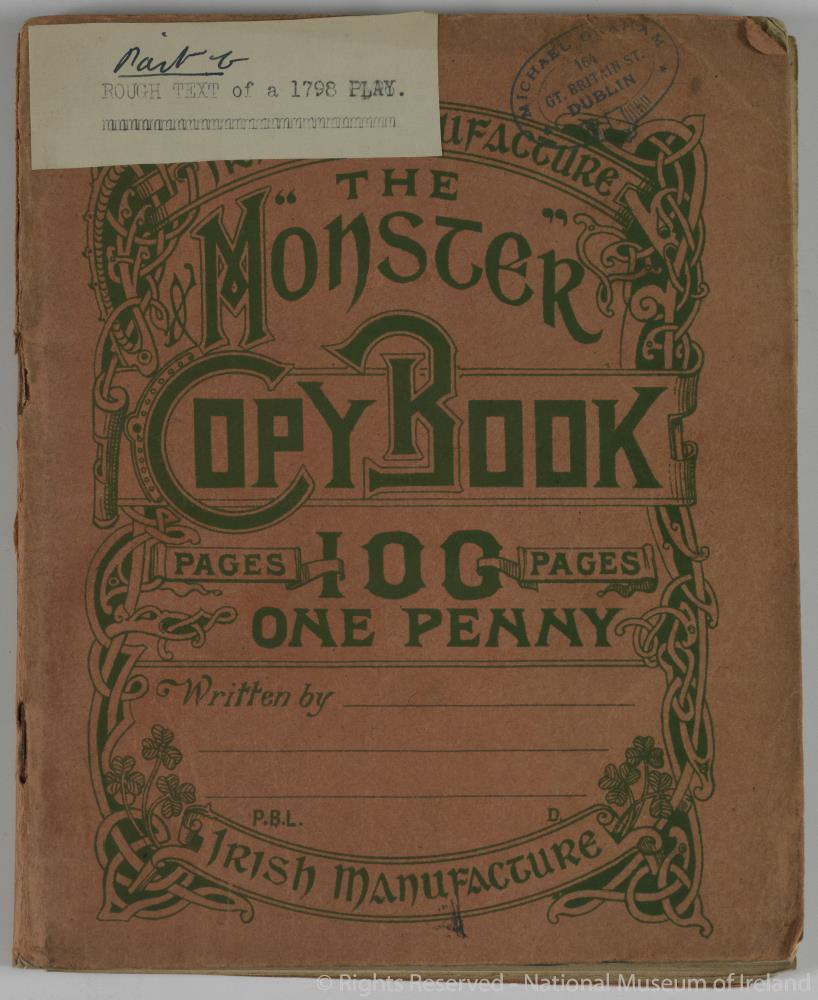 Part 6
ROUGH TEXT of a 1798 PLAY.
MICHAEL GRAHAM
164
GT. BRITAIN ST.
DUBLIN
IRISH MANUFACTURE
THE
"MONSTER"
COPY BOOK
PAGES 100 PAGES
ONE PENNY
Written by
P.B.L. D.
IRISH MANUFACTURE
© Rights Reserved - National Museum of Ireland